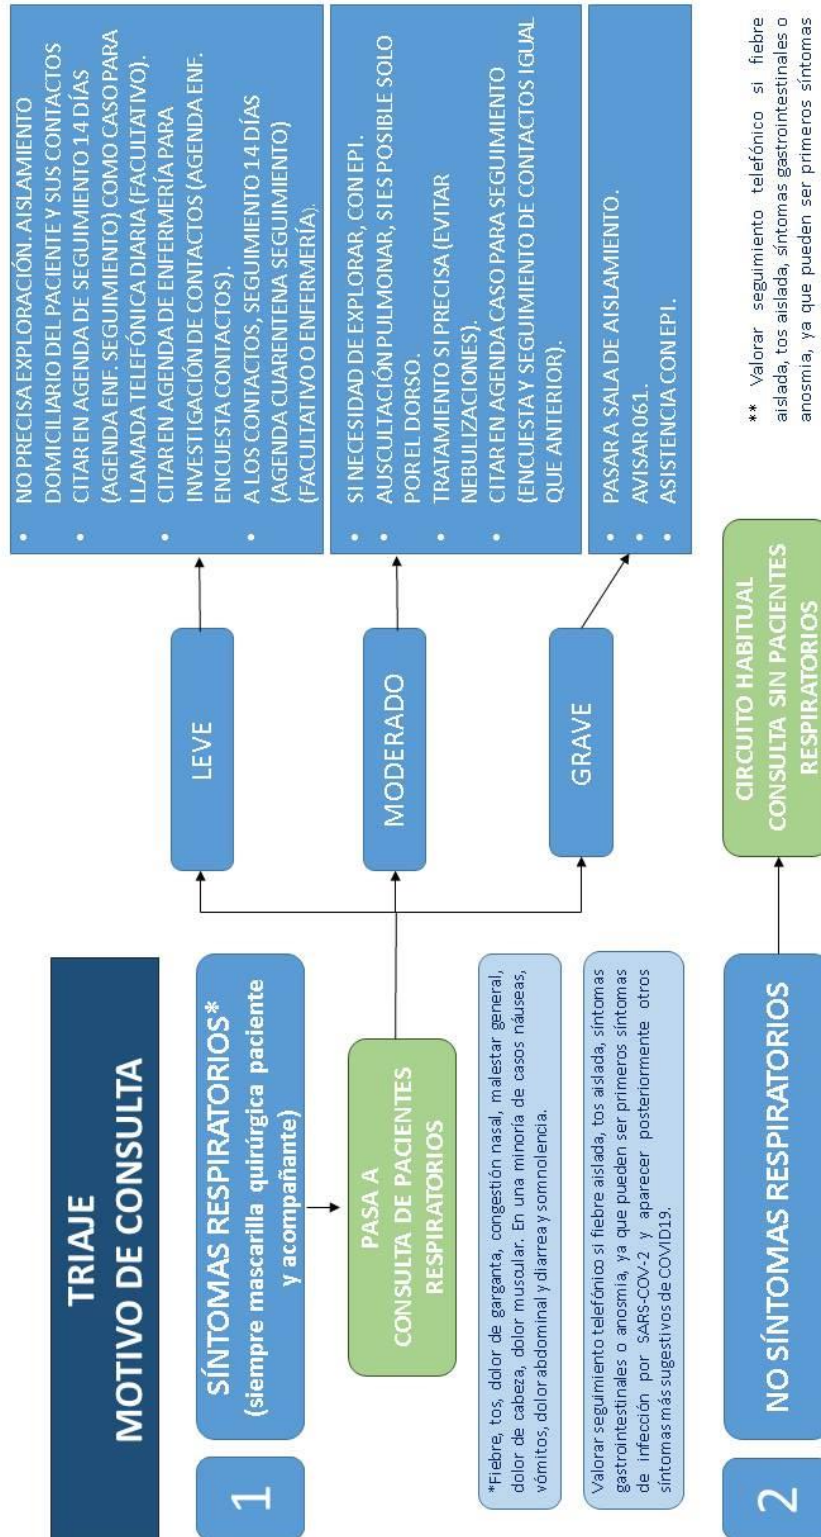 TRIAJE
MOTIVO DE CONSULTA
1
SÍNTOMAS RESPIRATORIOS*
(siempre mascarilla quirúrgica paciente
y acompañante)
PASA A
CONSULTA DE PACIENTES
RESPIRATORIOS
*Fiebre, tos, dolor de garganta, congestión nasal, malestar general,
dolor de cabeza, dolor muscular. En una minoría de casos náuseas,
vómitos, dolor abdominal y diarrea y somnolencia.
Valorar seguimiento telefónico si fiebre aislada, tos aislada, síntomas
gastrointestinales o anosmia, ya que pueden ser primeros síntomas
de infección por SARS-COV-2 y aparecer posteriormente otros
síntomas más sugestivos de COVID19.
LEVE
• NO PRECISA EXPLORACIÓN. AISLAMIENTO
DOMICILIARIO DEL PACIENTE Y SUS CONTACTOS
• CITAR EN AGENDA DE SEGUIMIENTO 14 DÍAS
(AGENDA ENF. SEGUIMIENTO) COMO CASO PARA
LLAMADA TELEFÓNICA DIARIA (FACULTATIVO).
• CITAR EN AGENDA DE ENFERMERÍA PARA
INVESTIGACIÓN DE CONTACTOS (AGENDA ENF.
ENCUESTA CONTACTOS).
• A LOS CONTACTOS, SEGUIMIENTO 14 DÍAS
(AGENDA CUARENTENA SEGUIMIENTO)
(FACULTATIVO O ENFERMERÍA).
MODERADO
• SI NECESIDAD DE EXPLORAR, CON EPI.
• AUSCULTACIÓN PULMONAR, SI ES POSIBLE SOLO
POR EL DORSO.
• TRATAMIENTO SI PRECISA (EVITAR
NEBULIZACIONES).
• CITAR EN AGENDA CASO PARA SEGUIMIENTO
(ENCUESTA Y SEGUIMIENTO DE CONTACTOS IGUAL
QUE ANTERIOR).
GRAVE
• PASAR A SALA DE AISLAMIENTO.
• AVISAR 061.
• ASISTENCIA CON EPI.
2
NO SÍNTOMAS RESPIRATORIOS
CIRCUITO HABITUAL
CONSULTA SIN PACIENTES
RESPIRATORIOS
** Valorar seguimiento telefónico si fiebre
aislada, tos aislada, síntomas gastrointestinales o
anosmia, ya que pueden ser primeros síntomas